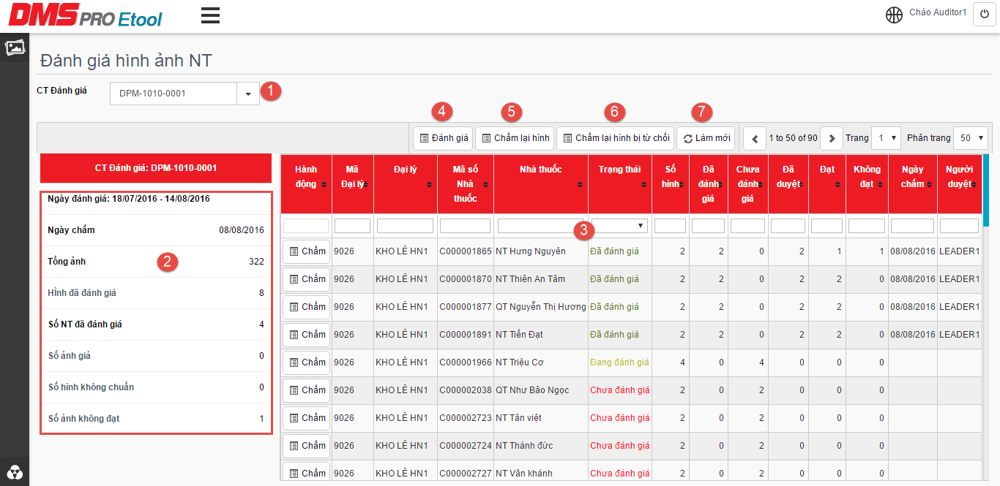 DMSPRO Etool
Chào Auditor1
Đánh giá hình ảnh NT
CT Đánh giá DPM-1010-0001 1
4 5 6 7
Đánh giá Chấm lại hình Chấm lại hình bị từ chối Làm mới 1 to 50 of 90 Trang 1 Phân trang 50
CT Đánh giá: DPM-1010-0001
Ngày đánh giá: 18/07/2016 - 14/08/2016
Ngày chấm 08/08/2016
Tổng ảnh 2 322
Hình đã đánh giá 8
Số NT đã đánh giá 4
Số ảnh giả 0
Số hình không chuẩn 0
Số ảnh không đạt 1
Hành động Mã Đại lý Đại lý Mã số Nhà thuốc Nhà thuốc Trạng thái Số hình Đã đánh giá Chưa đánh giá Đã duyệt Đạt Không đạt Ngày chấm Người duyệt
3
Chấm 9026 KHO LẺ HN1 C000001865 NT Hưng Nguyên Đã đánh giá 2 2 0 2 1 1 08/08/2016 LEADER1
Chấm 9026 KHO LẺ HN1 C000001870 NT Thiên An Tâm Đã đánh giá 2 2 0 2 2 0 08/08/2016 LEADER1
Chấm 9026 KHO LẺ HN1 C000001877 QT Nguyễn Thị Hương Đã đánh giá 2 2 0 2 2 0 08/08/2016 LEADER1
Chấm 9026 KHO LẺ HN1 C000001891 NT Tiến Đạt Đã đánh giá 2 2 0 2 2 0 08/08/2016 LEADER1
Chấm 9026 KHO LẺ HN1 C000001966 NT Triệu Cơ Đang đánh giá 4 0 4 0 0 0
Chấm 9026 KHO LẺ HN1 C000002038 QT Như Bảo Ngọc Chưa đánh giá 2 0 2 0 0 0
Chấm 9026 KHO LẺ HN1 C000002723 NT Tân việt Chưa đánh giá 2 0 2 0 0 0
Chấm 9026 KHO LẺ HN1 C000002724 NT Thành đức Chưa đánh giá 2 0 2 0 0 0
Chấm 9026 KHO LẺ HN1 C000002727 NT Vân khánh Chưa đánh giá 2 0 2 0 0 0